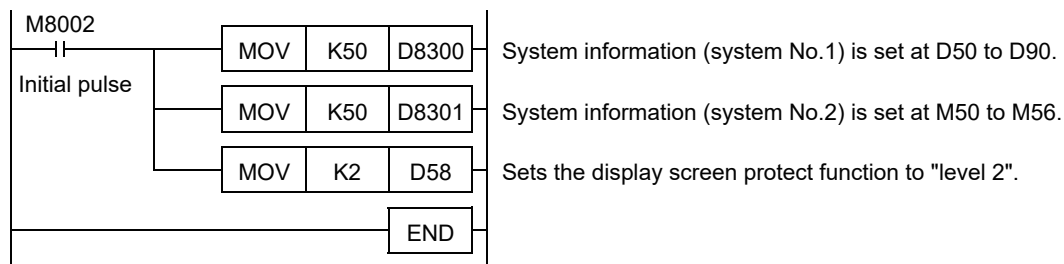 M8002
MOV K50 D8300 System information (system No.1) is set at D50 to D90.
Initial pulse
MOV K50 D8301 System information (system No.2) is set at M50 to M56.
MOV K2 D58 Sets the display screen protect function to "level 2".
END